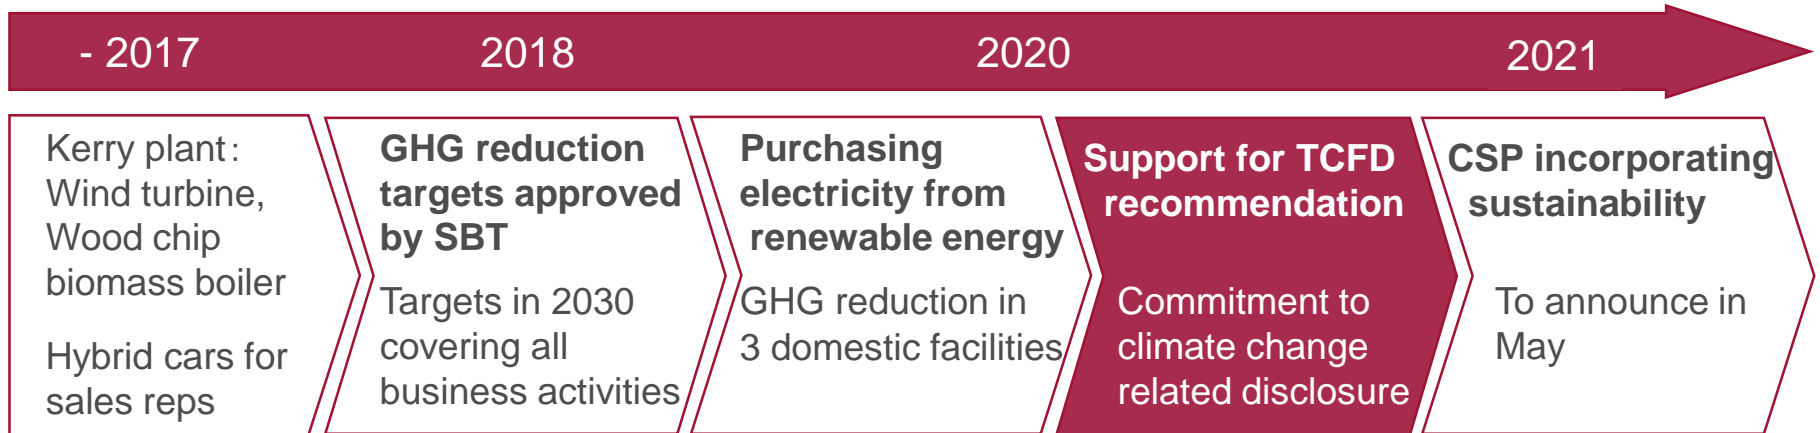 - 2017
2018
2020
2021
Kerry plant:
Wind turbine,
Wood chip
biomass boiler
Hybrid cars for
sales reps
GHG reduction
targets approved
by SBT
Targets in 2030
covering all
business activities
Purchasing
electricity from
renewable energy
GHG reduction in
3 domestic facilities
Support for TCFD
recommendation
Commitment to
climate change
related disclosure
CSP incorporating
sustainability
To announce in
May